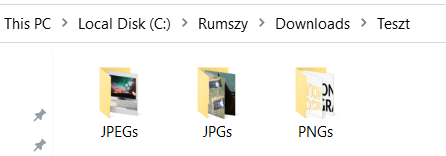 This PC > Local Disk (C:) > Rumszy > Downloads > Teszt
JPEGs JPGs PNGs